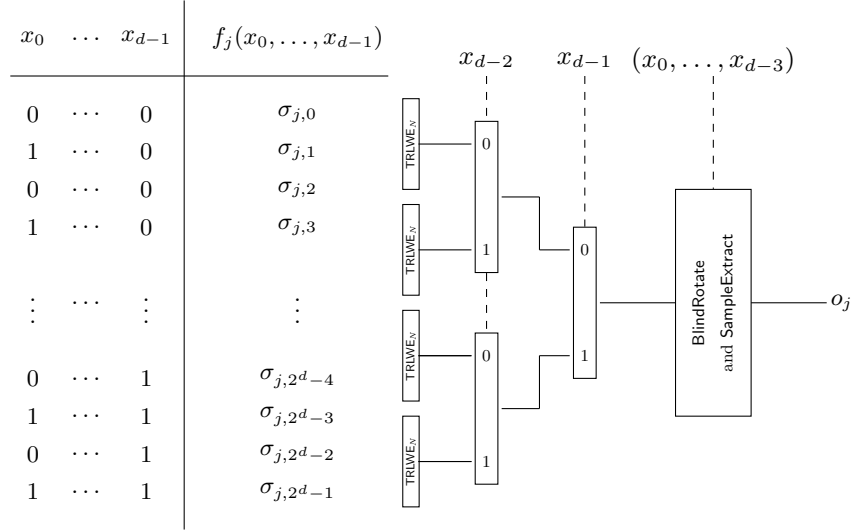 x_0 ⋯ x_{d−1} f_j(x_0, . . . , x_{d−1})
x_{d−2} x_{d−1} (x_0, . . . , x_{d−3})
0 ⋯ 0 σ_{j,0}
1 ⋯ 0 σ_{j,1}
0 ⋯ 0 σ_{j,2}
1 ⋯ 0 σ_{j,3}
⋮ ⋯ ⋮ ⋮
0 ⋯ 1 σ_{j,2^d−4}
1 ⋯ 1 σ_{j,2^d−3}
0 ⋯ 1 σ_{j,2^d−2}
1 ⋯ 1 σ_{j,2^d−1}
TRLWE_N
TRLWE_N
TRLWE_N
TRLWE_N
0
1
0
1
0
1
BlindRotate
and SampleExtract
o_j